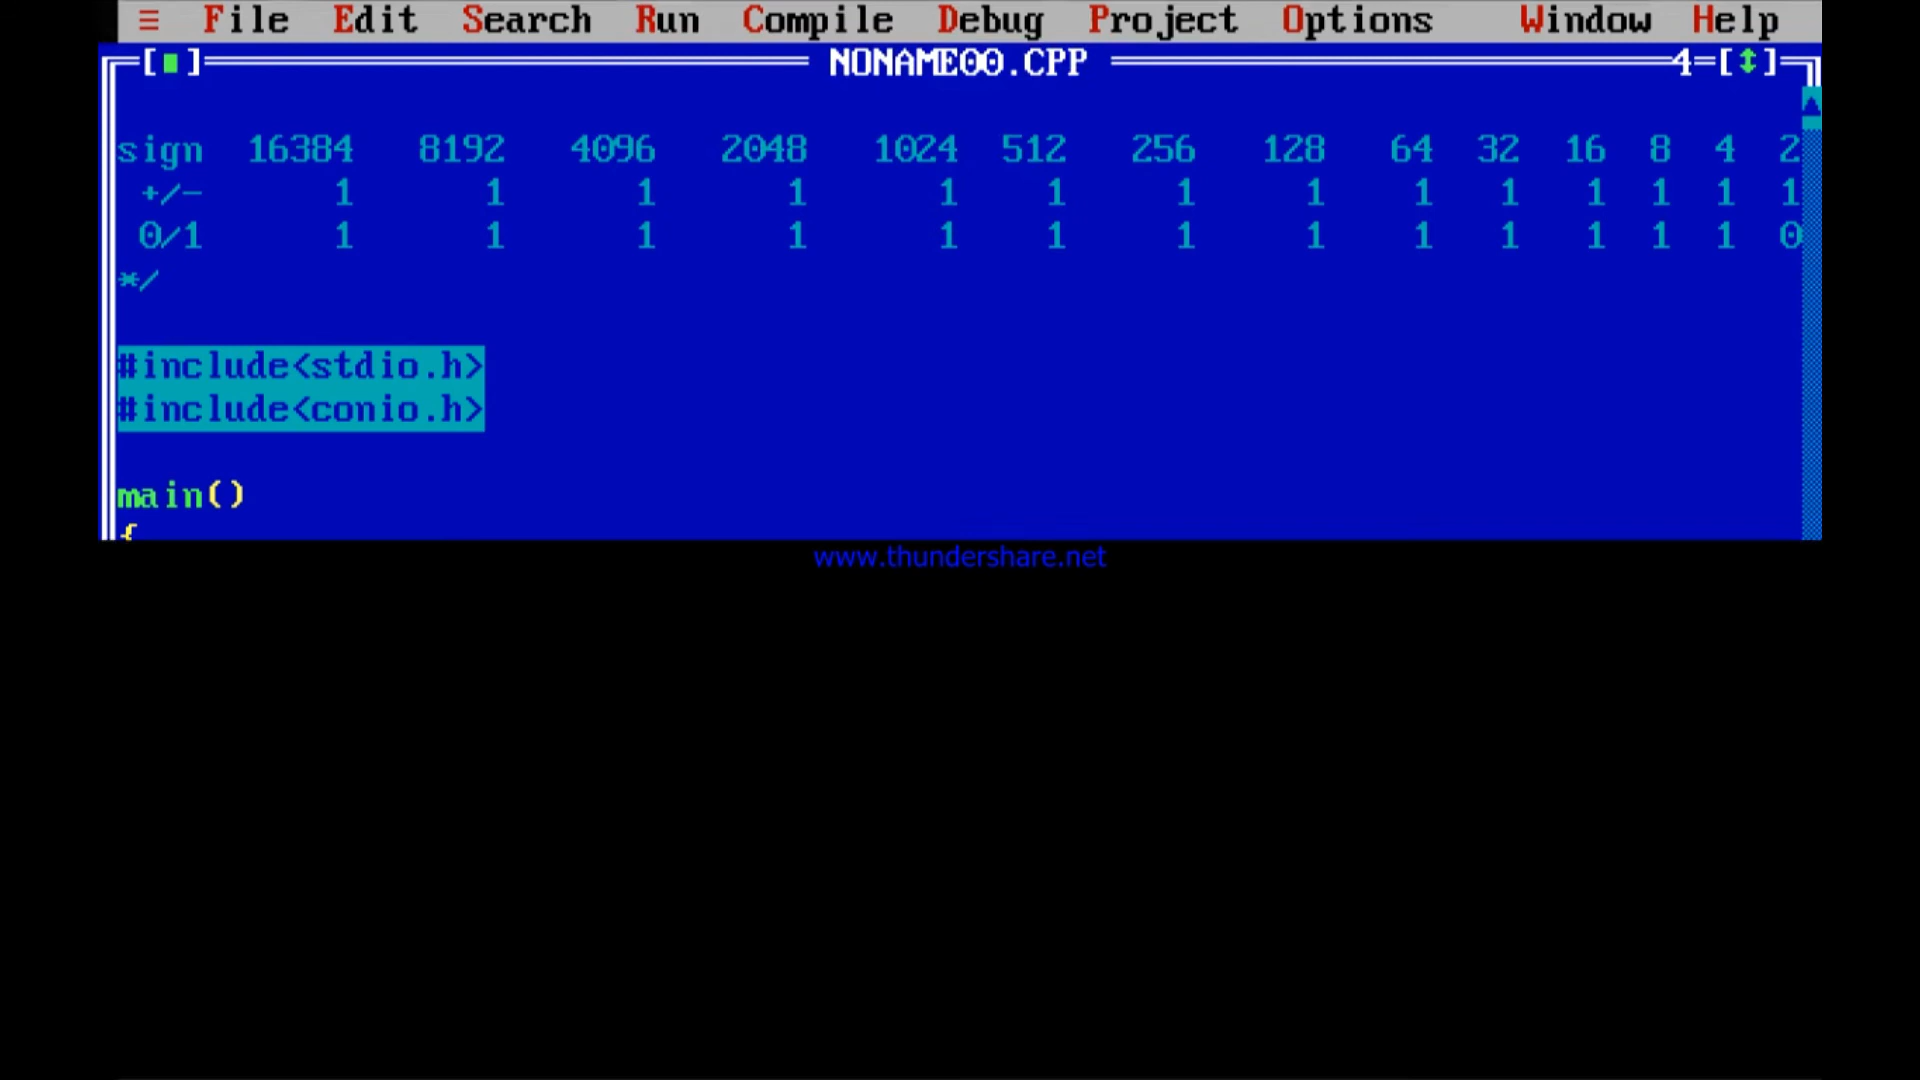 ≡ File Edit Search Run Compile Debug Project Options Window Help
[■] NONAME00.CPP 4=[↕]
sign 16384 8192 4096 2048 1024 512 256 128 64 32 16 8 4 2
+/- 1 1 1 1 1 1 1 1 1 1 1 1 1 1
0/1 1 1 1 1 1 1 1 1 1 1 1 1 1 0
*/
#include<stdio.h>
#include<conio.h>
main()
{
www.thundershare.net